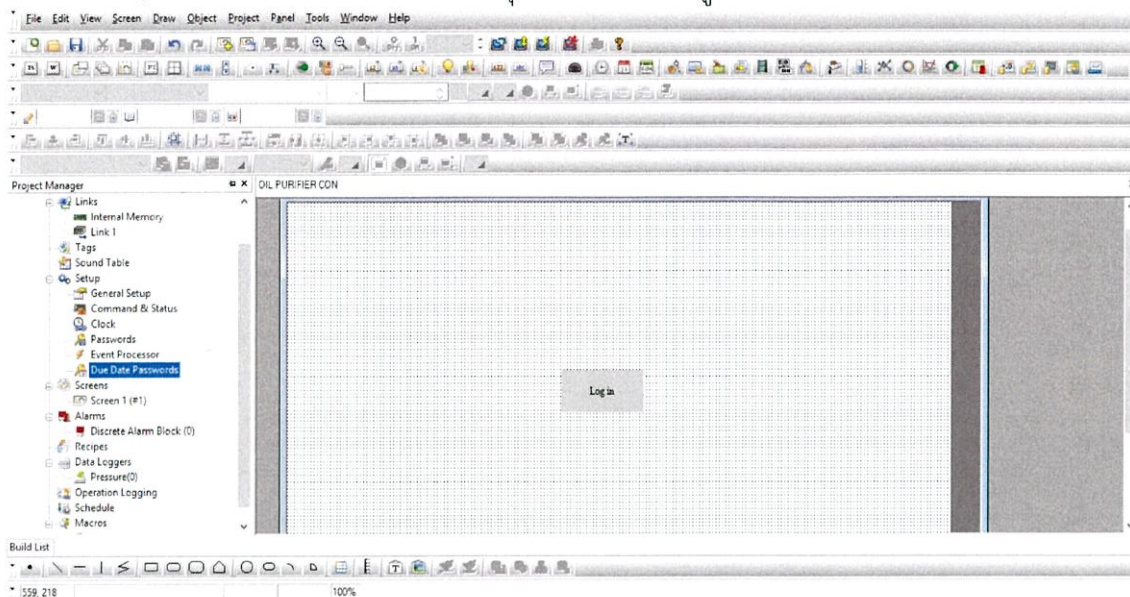 File Edit View Screen Draw Object Project Panel Tools Window Help
Project Manager
OIL PURIFIER CON
Links
Internal Memory
Link 1
Tags
Sound Table
Setup
General Setup
Command & Status
Clock
Passwords
Event Processor
Due Date Passwords
Screens
Screen 1 (#1)
Alarms
Discrete Alarm Block (0)
Recipes
Data Loggers
Pressure(0)
Operation Logging
Schedule
Macros
Log in
Build List
559, 218
100%